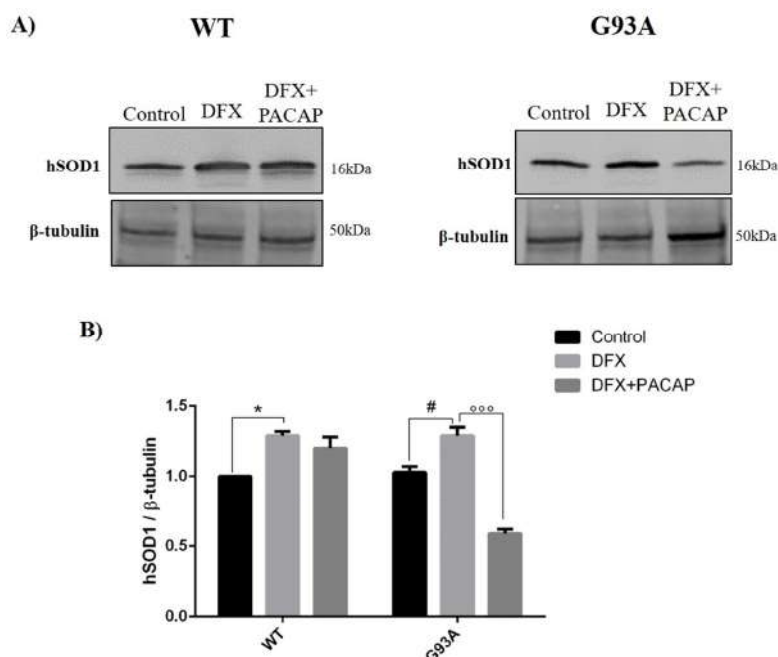 A)
WT
G93A
Control DFX DFX+
PACAP
Control DFX DFX+
PACAP
hSOD1 16kDa
hSOD1 16kDa
β-tubulin 50kDa
β-tubulin 50kDa
B)
Control
DFX
DFX+PACAP
* # °°°
hSOD1 / β-tubulin
1.5
1.0
0.5
0.0
WT G93A